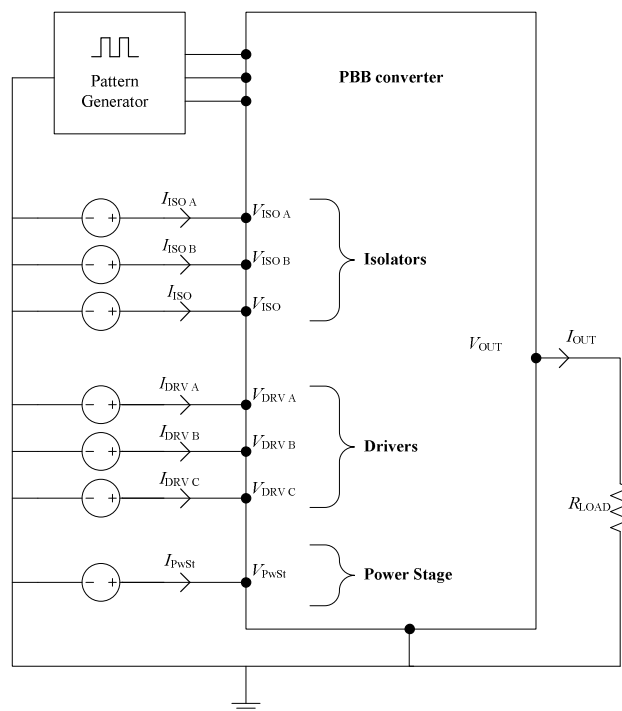 Pattern
Generator
PBB converter
I_ISO A
V_ISO A
I_ISO B
V_ISO B
Isolators
I_ISO
V_ISO
V_OUT
I_OUT
I_DRV A
V_DRV A
I_DRV B
V_DRV B
Drivers
I_DRV C
V_DRV C
R_LOAD
I_PwSt
V_PwSt
Power Stage